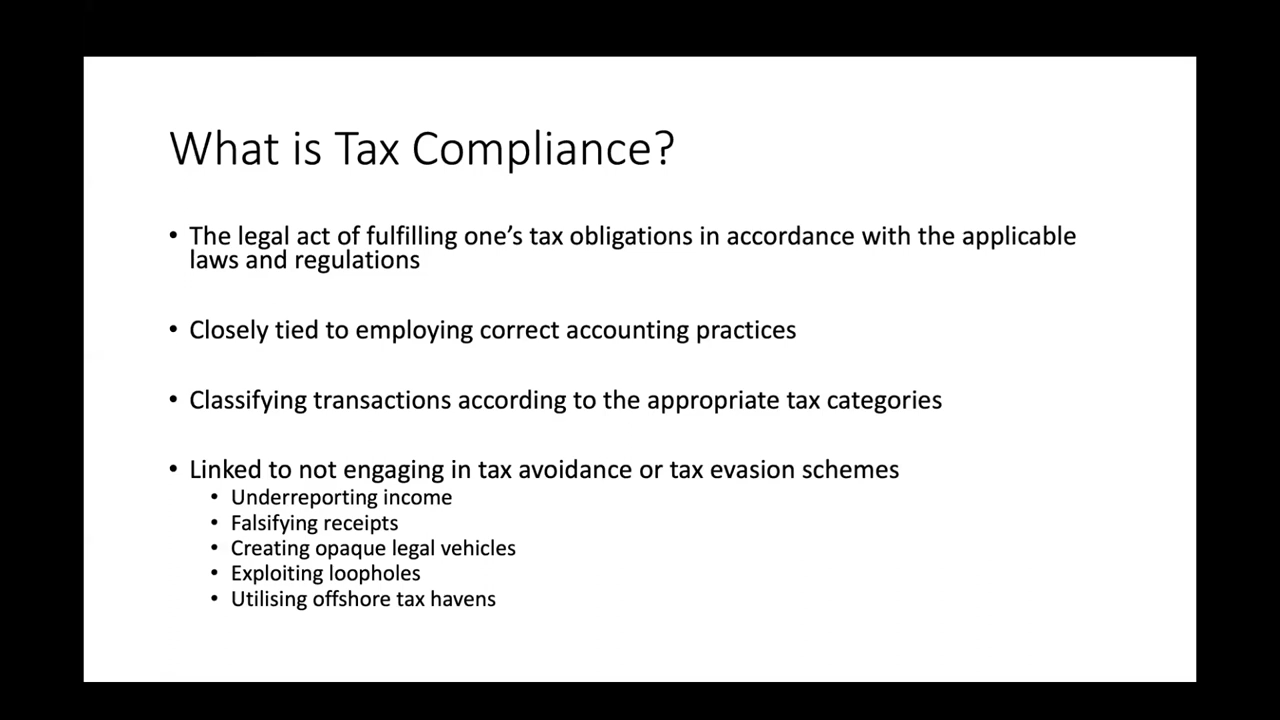 What is Tax Compliance?
• The legal act of fulfilling one’s tax obligations in accordance with the applicable
laws and regulations
• Closely tied to employing correct accounting practices
• Classifying transactions according to the appropriate tax categories
• Linked to not engaging in tax avoidance or tax evasion schemes
• Underreporting income
• Falsifying receipts
• Creating opaque legal vehicles
• Exploiting loopholes
• Utilising offshore tax havens